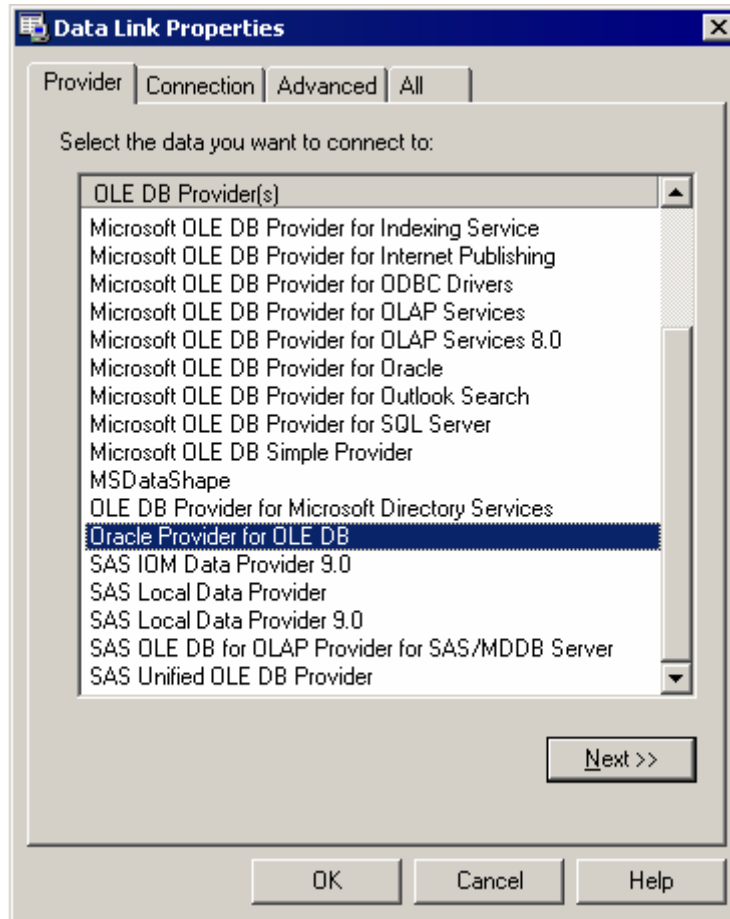 Data Link Properties
Provider Connection Advanced All
Select the data you want to connect to:
OLE DB Provider(s)
Microsoft OLE DB Provider for Indexing Service
Microsoft OLE DB Provider for Internet Publishing
Microsoft OLE DB Provider for ODBC Drivers
Microsoft OLE DB Provider for OLAP Services
Microsoft OLE DB Provider for OLAP Services 8.0
Microsoft OLE DB Provider for Oracle
Microsoft OLE DB Provider for Outlook Search
Microsoft OLE DB Provider for SQL Server
Microsoft OLE DB Simple Provider
MSDataShape
OLE DB Provider for Microsoft Directory Services
Oracle Provider for OLE DB
SAS IOM Data Provider 9.0
SAS Local Data Provider
SAS Local Data Provider 9.0
SAS OLE DB for OLAP Provider for SAS/MDDB Server
SAS Unified OLE DB Provider
Next >>
OK Cancel Help